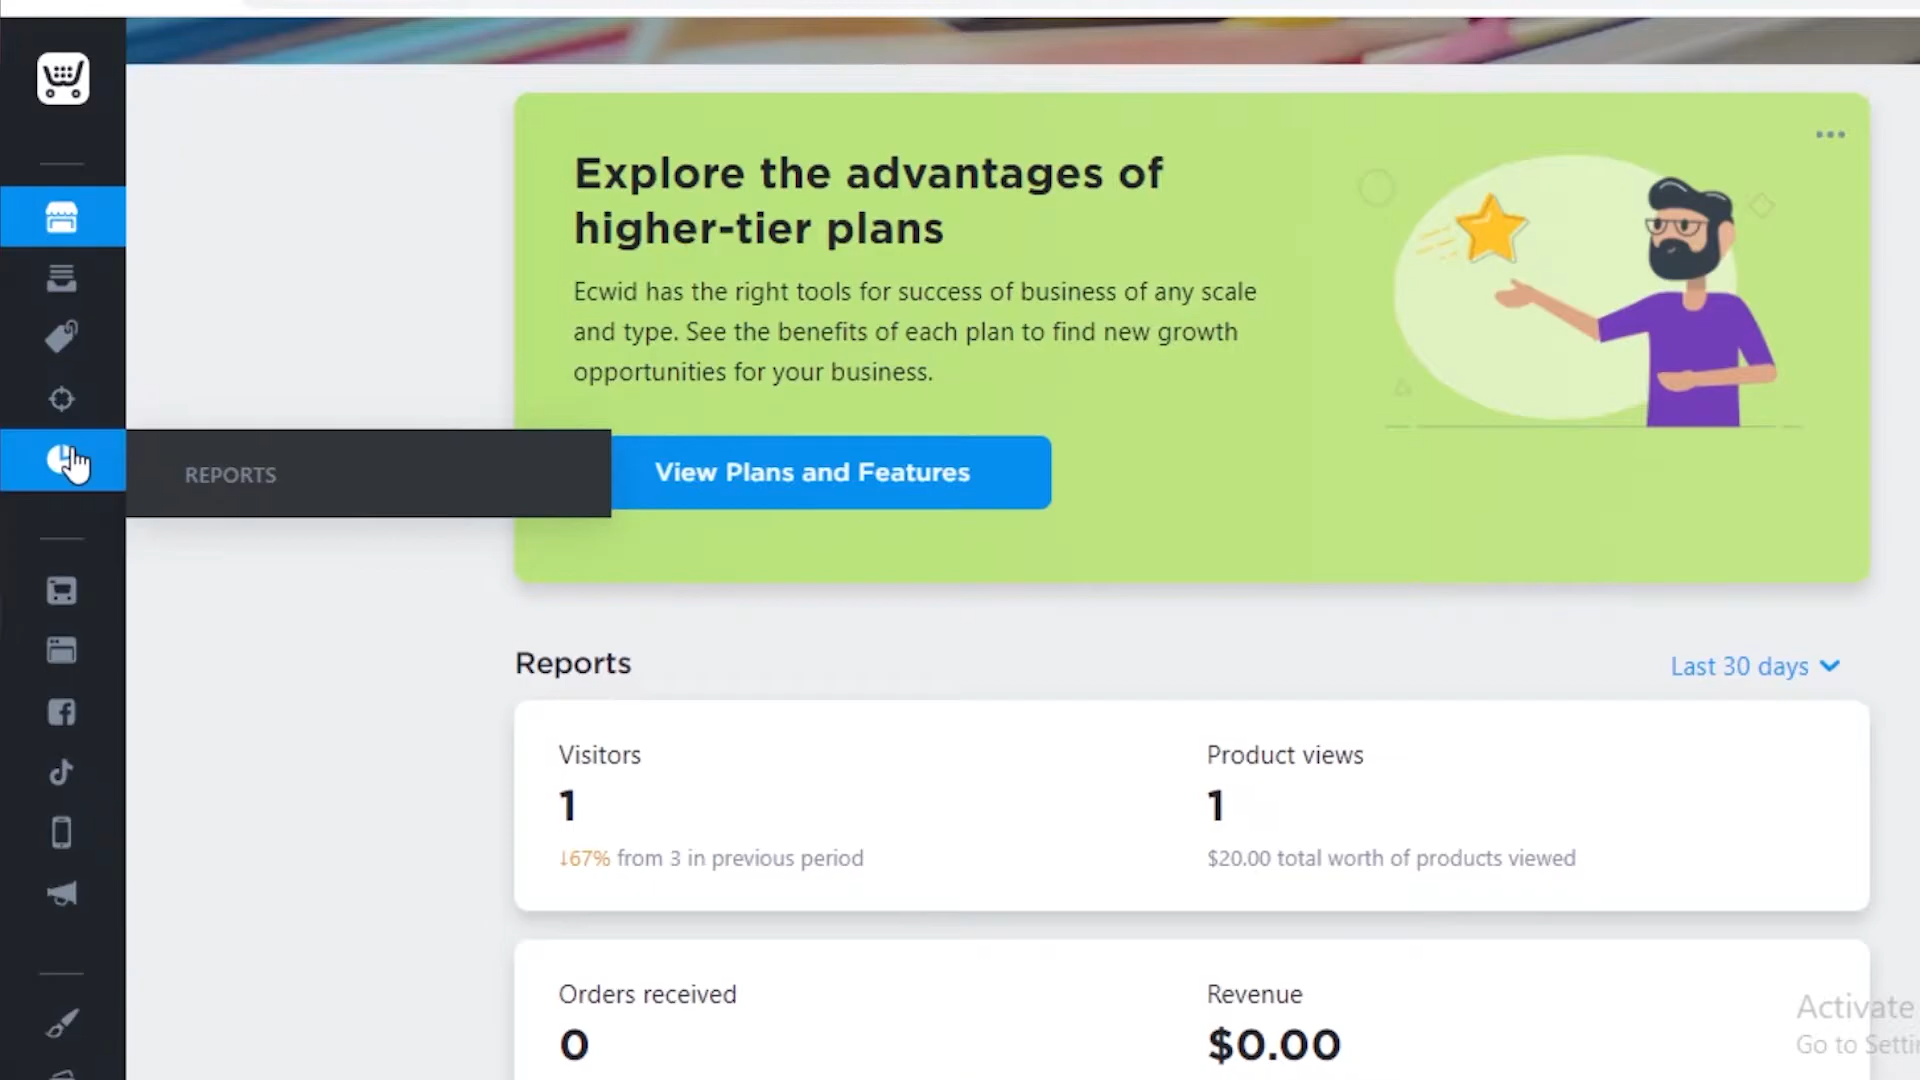 Explore the advantages of
higher-tier plans
Ecwid has the right tools for success of business of any scale
and type. See the benefits of each plan to find new growth
opportunities for your business.
REPORTS
View Plans and Features
Reports
Last 30 days
Visitors
Product views
1
1
↓67% from 3 in previous period
$20.00 total worth of products viewed
Orders received
Revenue
0
$0.00
Activate
Go to Setti